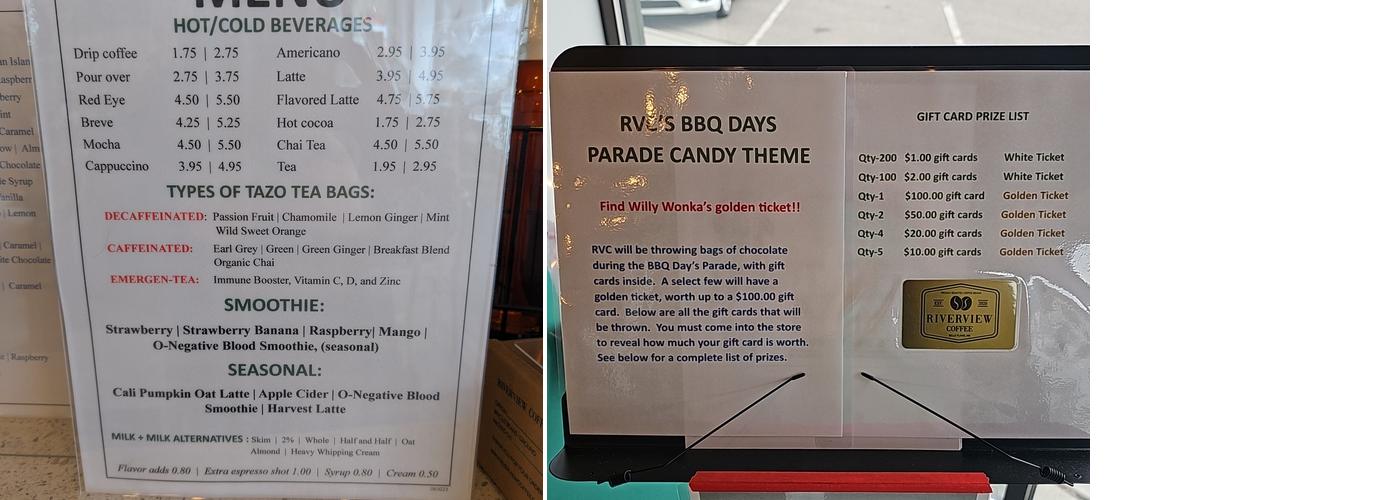 MENU
HOT/COLD BEVERAGES
Drip coffee 1.75 | 2.75 Americano 2.95 | 3.95
Pour over 2.75 | 3.75 Latte 3.95 | 4.95
Red Eye 4.50 | 5.50 Flavored Latte 4.75 | 5.75
Breve 4.25 | 5.25 Hot cocoa 1.75 | 2.75
Mocha 4.50 | 5.50 Chai Tea 4.50 | 5.50
Cappuccino 3.95 | 4.95 Tea 1.95 | 2.95
TYPES OF TAZO TEA BAGS:
DECAFFEINATED: Passion Fruit | Chamomile | Lemon Ginger | Mint
Wild Sweet Orange
CAFFEINATED: Earl Grey | Green | Green Ginger | Breakfast Blend
Organic Chai
EMERGEN-TEA: Immune Booster, Vitamin C, D, and Zinc
SMOOTHIE:
Strawberry | Strawberry Banana | Raspberry| Mango |
O-Negative Blood Smoothie, (seasonal)
SEASONAL:
Cali Pumpkin Oat Latte | Apple Cider | O-Negative Blood
Smoothie | Harvest Latte
MILK + MILK ALTERNATIVES : Skim | 2% | Whole | Half and Half | Oat
Almond | Heavy Whipping Cream
Flavor adds 0.80 | Extra espresso shot 1.00 | Syrup 0.80 | Cream 0.50
Caramel
Chocolate
ie Syrup
| Lemon
Caramel |
| Caramel
| Raspberry
RIVERVIEW
RVC'S BBQ DAYS
PARADE CANDY THEME
Find Willy Wonka's golden ticket!!
RVC will be throwing bags of chocolate
during the BBQ Day's Parade, with gift
cards inside. A select few will have a
golden ticket, worth up to a $100.00 gift
card. Below are all the gift cards that will
be thrown. You must come into the store
to reveal how much your gift card is worth.
See below for a complete list of prizes.
GIFT CARD PRIZE LIST
Qty-200 $1.00 gift cards White Ticket
Qty-100 $2.00 gift cards White Ticket
Qty-1 $100.00 gift card Golden Ticket
Qty-2 $50.00 gift cards Golden Ticket
Qty-4 $20.00 gift cards Golden Ticket
Qty-5 $10.00 gift cards Golden Ticket
EST
RIVERVIEW
COFFEE